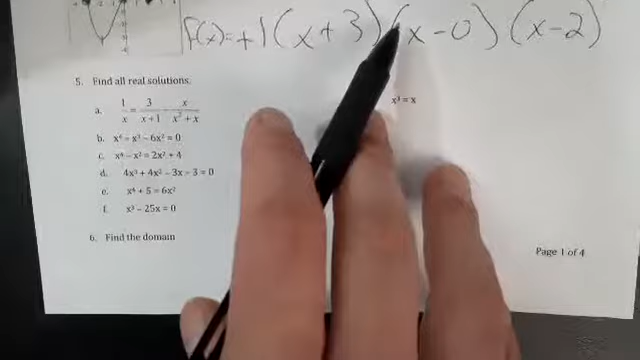 f(x)=+1(x+3)(x-0)(x-2)
5. Find all real solutions.
a. 1/x = 3/(x+1) - x/(x²+x)
x³ = x
b. x⁴ - x³ - 6x² = 0
c. x⁴ - x² = 2x² + 4
d. 4x³ + 4x² - 3x - 3 = 0
e. x⁴ + 5 = 6x²
f. x³ - 25x = 0
6. Find the domain
Page 1 of 4